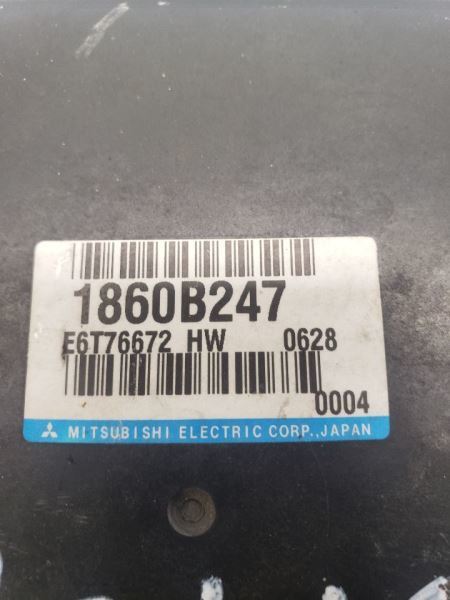 1860B247
E6T76672 HW 0628
0004
MITSUBISHI ELECTRIC CORP.,JAPAN